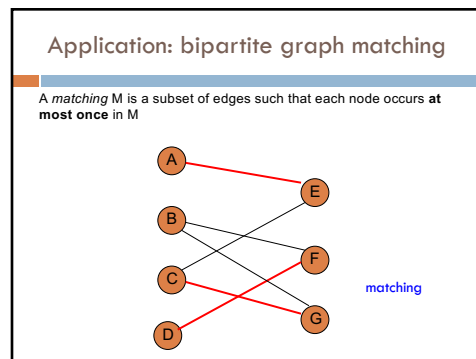 Application: bipartite graph matching
A matching M is a subset of edges such that each node occurs at
most once in M
A
E
B
F
C
matching
G
D